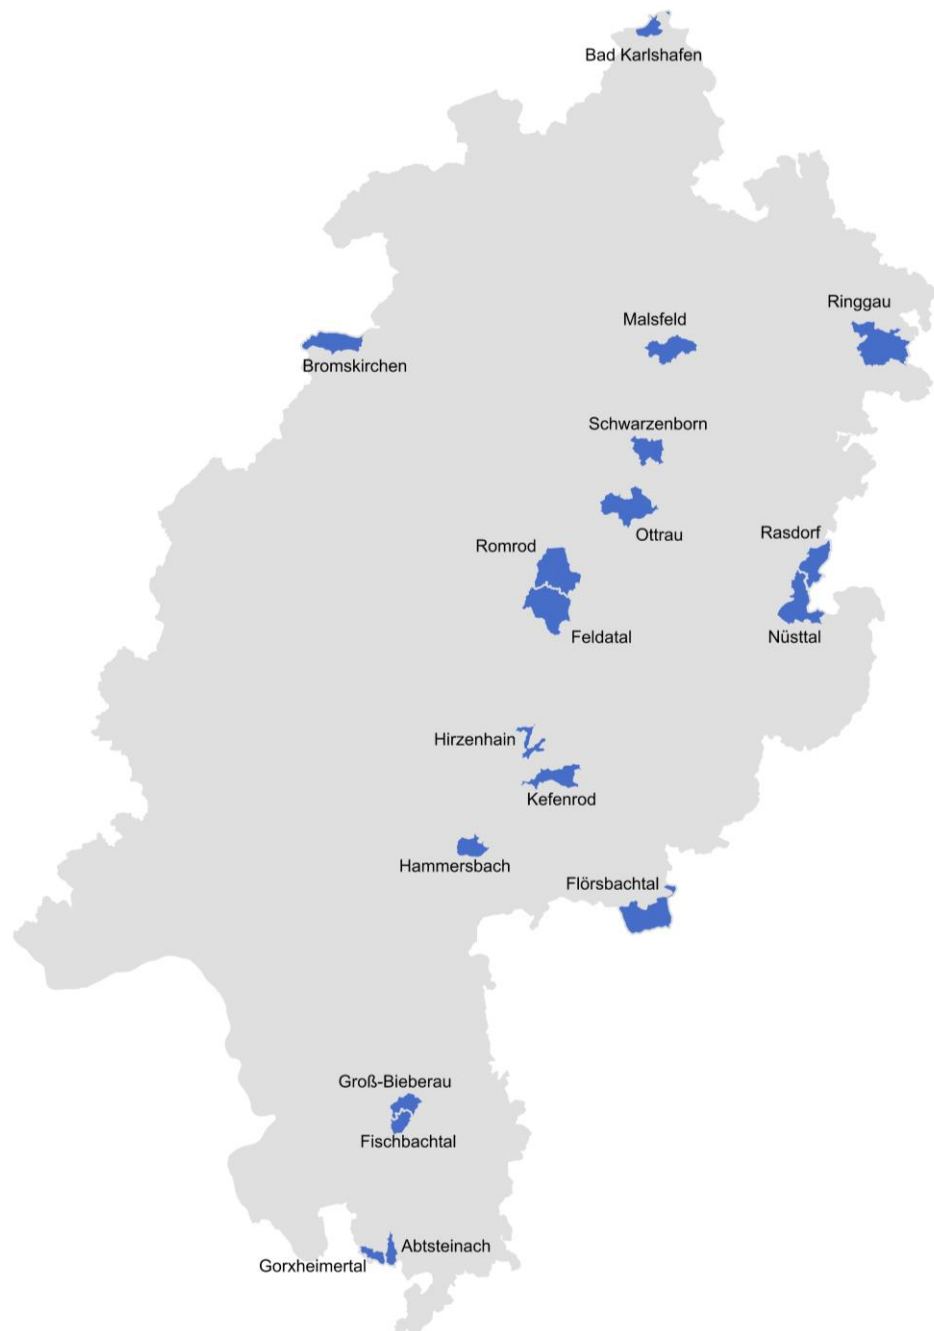 Bad Karlshafen
Ringgau
Malsfeld
Bromskirchen
Schwarzenborn
Ottrau
Rasdorf
Romrod
Feldatal
Nüsttal
Hirzenhain
Kefenrod
Hammersbach
Flörsbachtal
Groß-Bieberau
Fischbachtal
Abtsteinach
Gorxheimertal